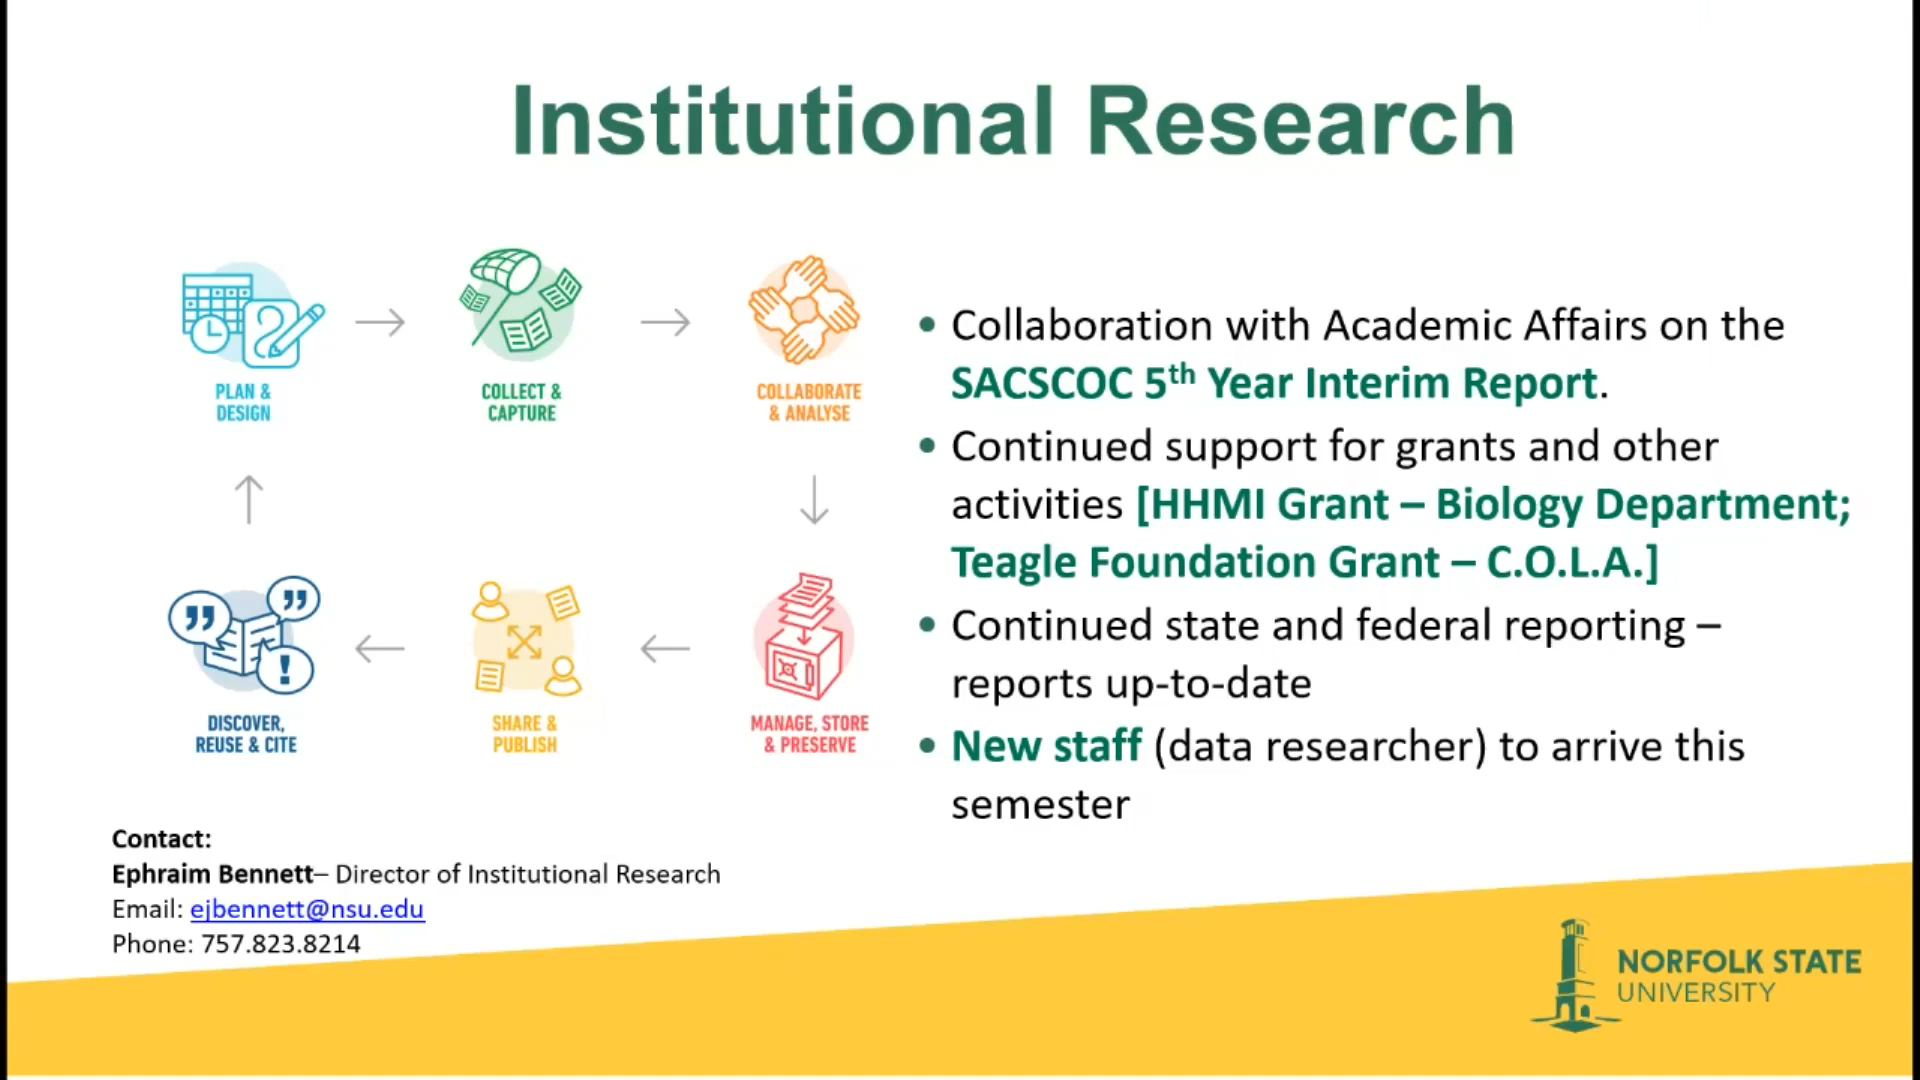 Institutional Research
PLAN &
DESIGN
COLLECT &
CAPTURE
COLLABORATE
& ANALYSE
DISCOVER,
REUSE & CITE
SHARE &
PUBLISH
MANAGE, STORE
& PRESERVE
• Collaboration with Academic Affairs on the
SACSCOC 5th Year Interim Report.
• Continued support for grants and other
activities [HHMI Grant – Biology Department;
Teagle Foundation Grant – C.O.L.A.]
• Continued state and federal reporting –
reports up-to-date
• New staff (data researcher) to arrive this
semester
Contact:
Ephraim Bennett– Director of Institutional Research
Email: ejbennett@nsu.edu
Phone: 757.823.8214
NORFOLK STATE
UNIVERSITY